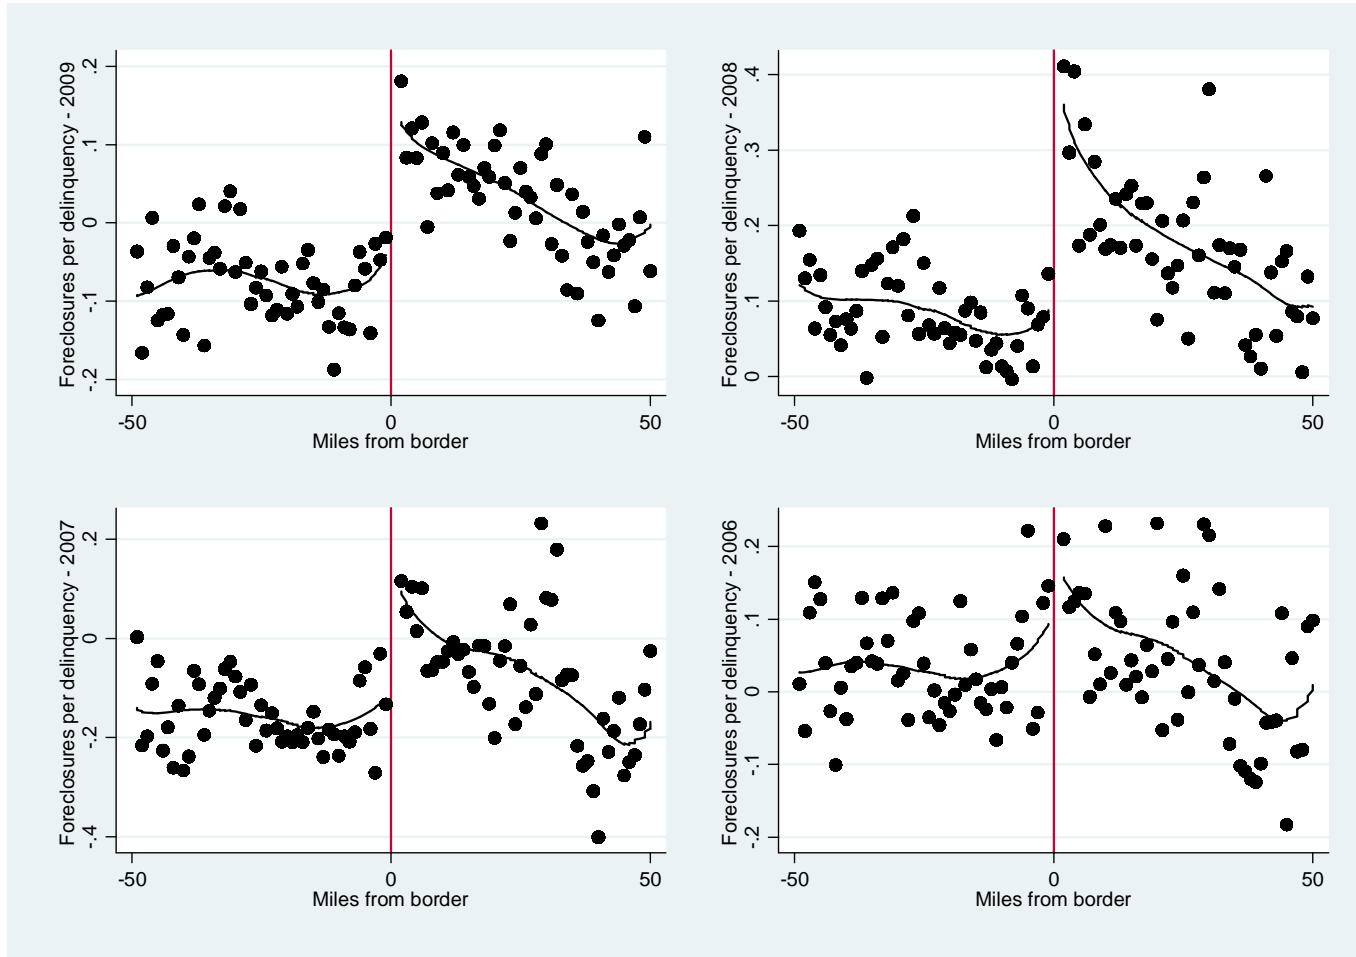 Foreclosures per delinquency - 2009
.2
.1
0
-.1
-.2
-50 0 50
Miles from border
Foreclosures per delinquency - 2008
.4
.3
.2
.1
0
-50 0 50
Miles from border
Foreclosures per delinquency - 2007
.2
0
-.2
-.4
-50 0 50
Miles from border
Foreclosures per delinquency - 2006
.2
.1
0
-.1
-.2
-50 0 50
Miles from border